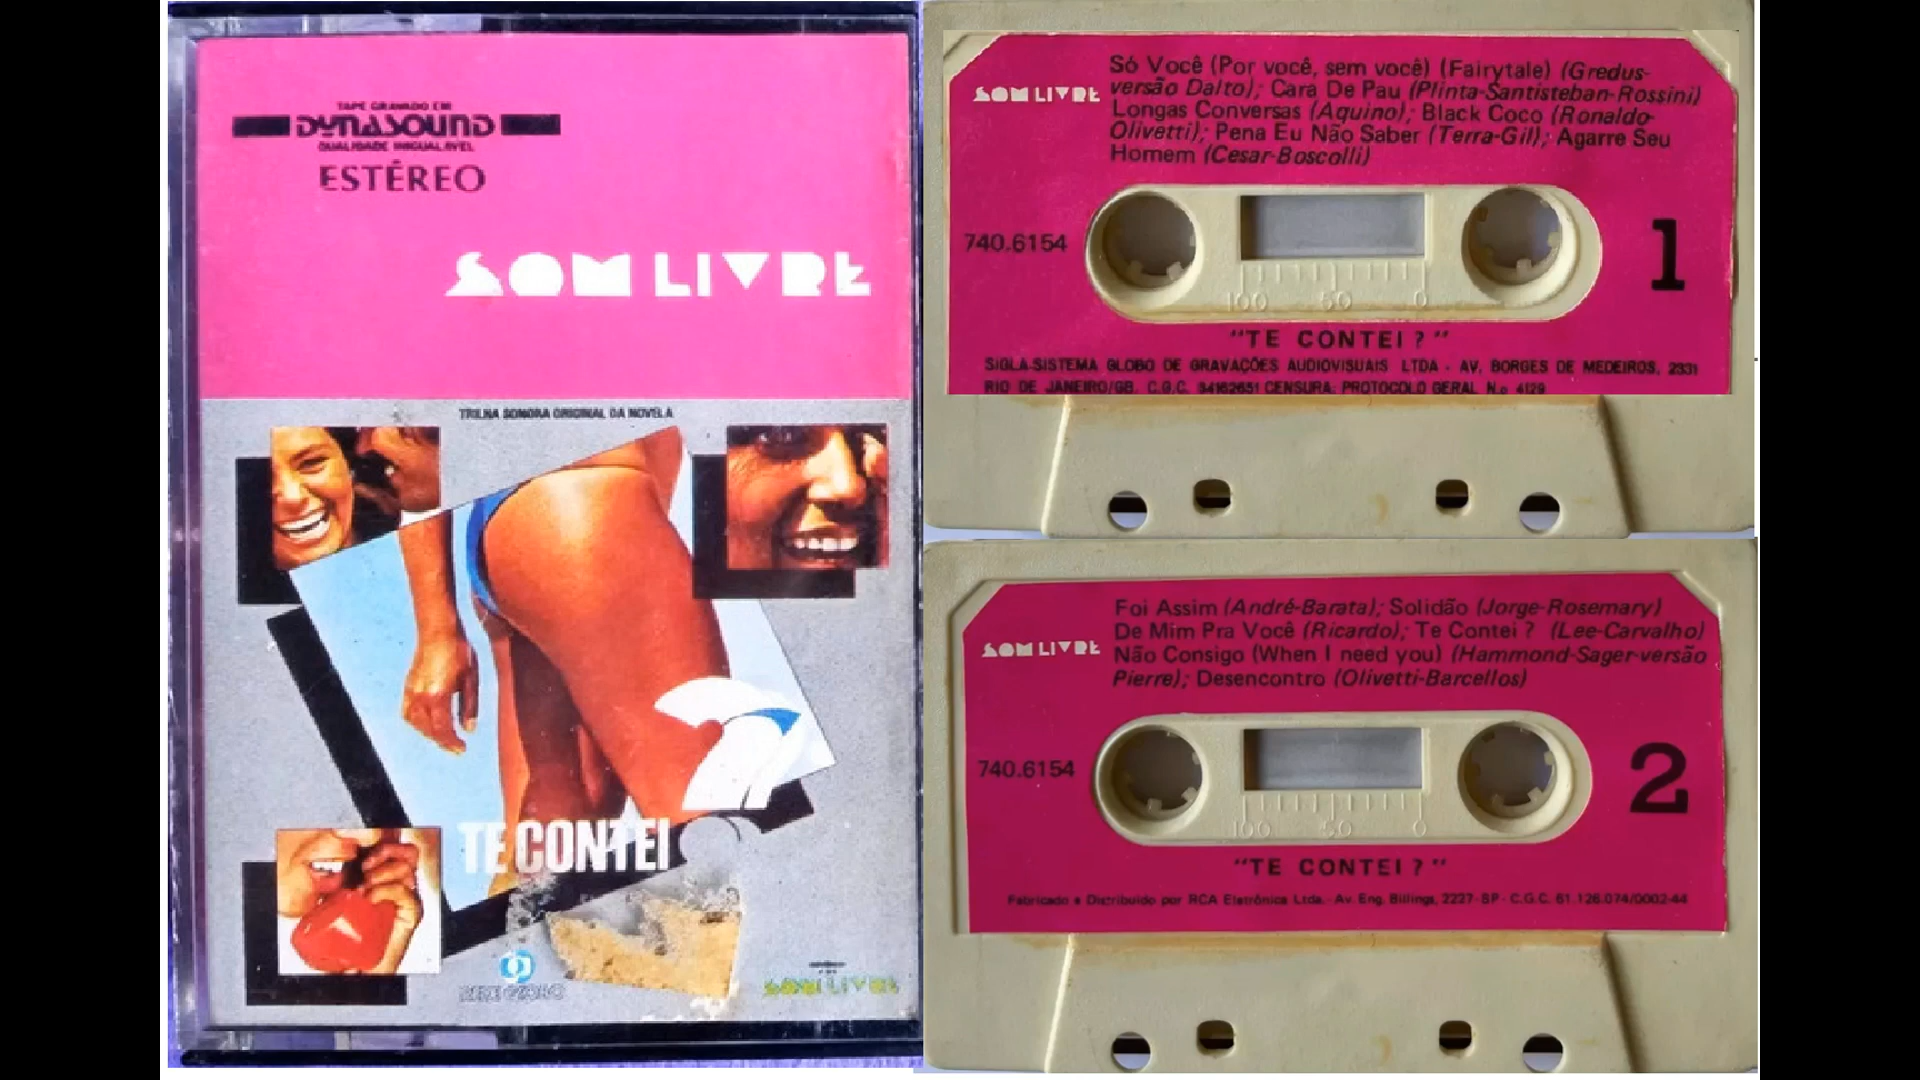 TAPE GRAVADO EM
DYNASOUND
QUALIDADE INIGUALÁVEL
ESTÉREO
SOM LIVRE
TRILHA SONORA ORIGINAL DA NOVELA
TE CONTEI?
REDE GLOBO
SOM LIVRE
Só Você (Por você, sem você) (Fairytale) (Gredus-
SOM LIVRE versão Dalto); Cara De Pau (Plinta-Santisteban-Rossini)
Longas Conversas (Aquino); Black Coco (Ronaldo-
Olivetti); Pena Eu Não Saber (Terra-Gil); Agarre Seu
Homem (Cesar-Boscolli)
740.6154
1
100 50 0
"TE CONTEI ?"
SIGLA-SISTEMA GLOBO DE GRAVAÇÕES AUDIOVISUAIS LTDA - AV. BORGES DE MEDEIROS, 2331
RIO DE JANEIRO/GB. C.G.C. 34162651 CENSURA: PROTOCOLO GERAL N.o 4129
Foi Assim (André-Barata); Solidão (Jorge-Rosemary)
De Mim Pra Você (Ricardo); Te Contei ? (Lee-Carvalho)
SOM LIVRE Não Consigo (When I need you) (Hammond-Sager-versão
Pierre); Desencontro (Olivetti-Barcellos)
740.6154
2
100 50 0
"TE CONTEI ?"
Fabricado e Distribuido por RCA Eletrônica Ltda. - Av. Eng. Billings, 2227 - SP - C.G.C. 61.128.074/0002-44